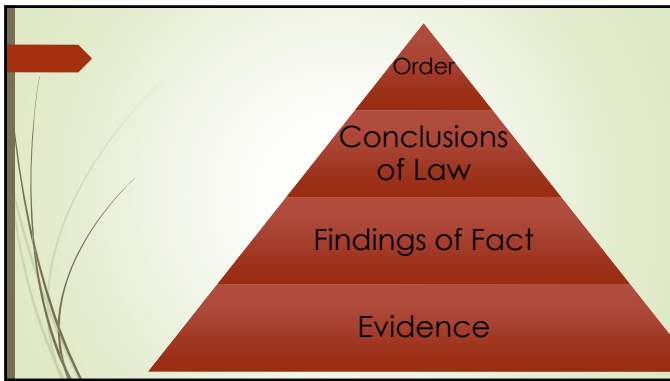 Order
Conclusions
of Law
Findings of Fact
Evidence